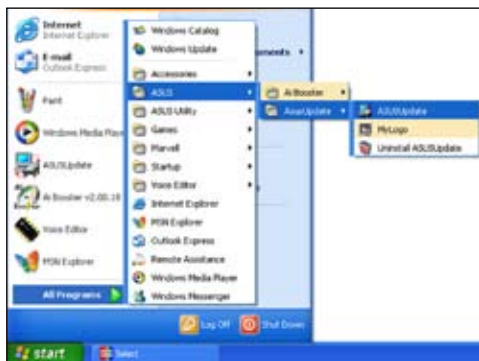 Internet
Internet Explorer
E-mail
Outlook Express
Paint
Windows Media Player
ASUSUpdate
Ai Booster v2.00.18
Voice Editor
MSN Explorer
All Programs
Windows Catalog
Windows Update
Accessories
ASUS
ASUS Utility
Games
Marvell
Startup
Voice Editor
Internet Explorer
MSN Explorer
Outlook Express
Remote Assistance
Windows Media Player
Windows Messenger
Ai Booster
AsusUpdate
ASUSUpdate
MyLogo
Uninstall ASUSUpdate
Log Off
Shut Down
start